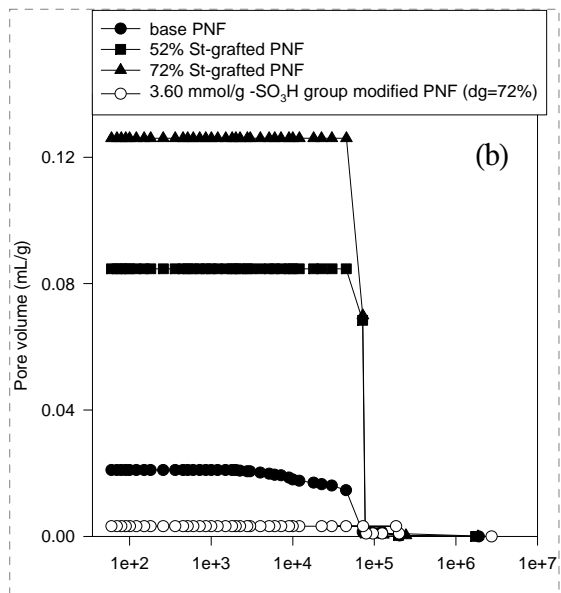 base PNF
52% St-grafted PNF
72% St-grafted PNF
3.60 mmol/g -SO₃H group modified PNF (dg=72%)
(b)
Pore volume (mL/g)
0.12
0.08
0.04
0.00
1e+2 1e+3 1e+4 1e+5 1e+6 1e+7